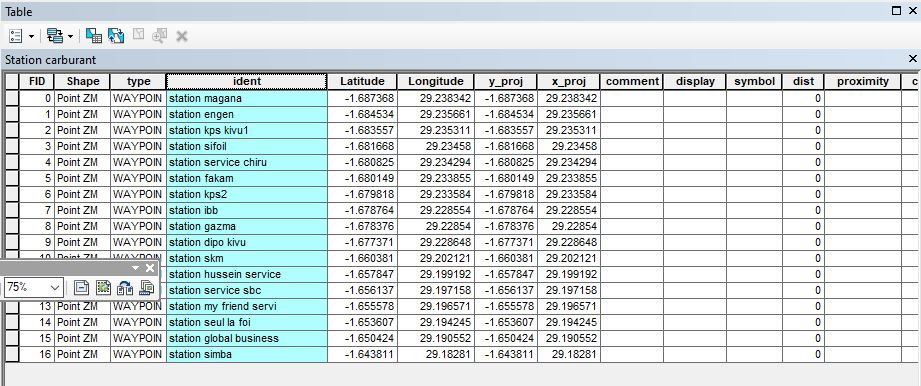 Table
Station carburant
FID Shape type ident Latitude Longitude y_proj x_proj comment display symbol dist proximity c
0 Point ZM WAYPOIN station magana -1.687368 29.238342 -1.687368 29.238342 0
1 Point ZM WAYPOIN station engen -1.684534 29.235661 -1.684534 29.235661 0
2 Point ZM WAYPOIN station kps kivu1 -1.683557 29.235311 -1.683557 29.235311 0
3 Point ZM WAYPOIN station sifoil -1.681668 29.23458 -1.681668 29.23458 0
4 Point ZM WAYPOIN station service chiru -1.680825 29.234294 -1.680825 29.234294 0
5 Point ZM WAYPOIN station fakam -1.680149 29.233855 -1.680149 29.233855 0
6 Point ZM WAYPOIN station kps2 -1.679818 29.233584 -1.679818 29.233584 0
7 Point ZM WAYPOIN station ibb -1.678764 29.228554 -1.678764 29.228554 0
8 Point ZM WAYPOIN station gazma -1.678376 29.22854 -1.678376 29.22854 0
9 Point ZM WAYPOIN station dipo kivu -1.677371 29.228648 -1.677371 29.228648 0
10 Point ZM WAYPOIN station skm -1.660381 29.202121 -1.660381 29.202121 0
station hussein service -1.657847 29.199192 -1.657847 29.199192 0
75% station service sbc -1.656137 29.197158 -1.656137 29.197158 0
13 Point ZM WAYPOIN station my friend servi -1.655578 29.196571 -1.655578 29.196571 0
14 Point ZM WAYPOIN station seul la foi -1.653607 29.194245 -1.653607 29.194245 0
15 Point ZM WAYPOIN station global business -1.650424 29.190552 -1.650424 29.190552 0
16 Point ZM WAYPOIN station simba -1.643811 29.18281 -1.643811 29.18281 0